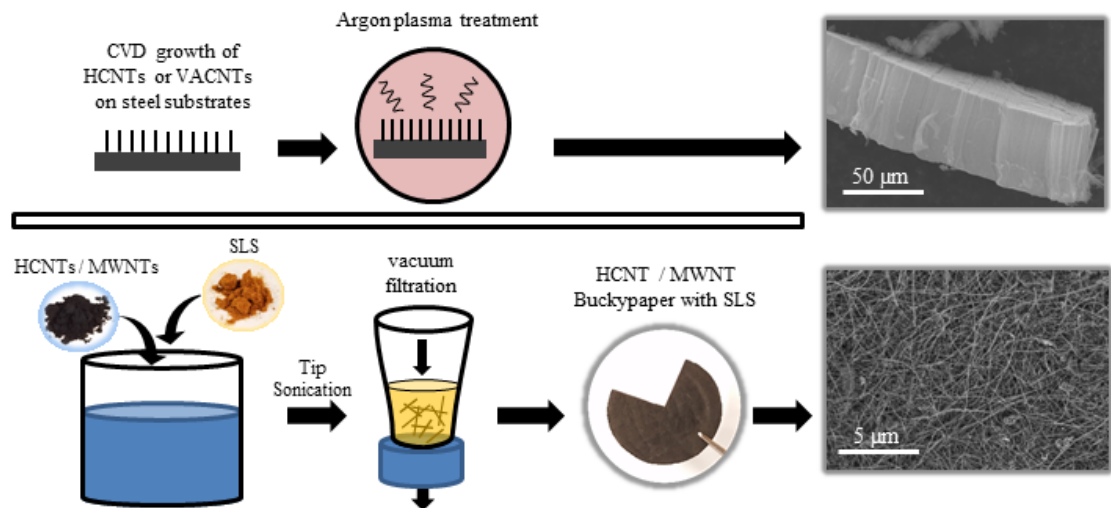 Argon plasma treatment
CVD growth of
HCNTs or VACNTs
on steel substrates
50 μm
HCNTs / MWNTs
SLS
Tip
Sonication
vacuum
filtration
HCNT / MWNT
Buckypaper with SLS
5 μm